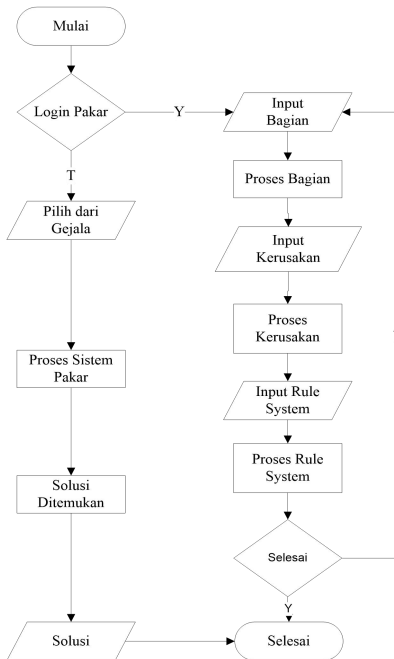 Mulai
Login Pakar
Y
Input
Bagian
T
Proses Bagian
Pilih dari
Gejala
Input
Kerusakan
Proses
Kerusakan
Proses Sistem
Pakar
Input Rule
System
Proses Rule
System
Solusi
Ditemukan
Selesai
Y
Solusi
Selesai